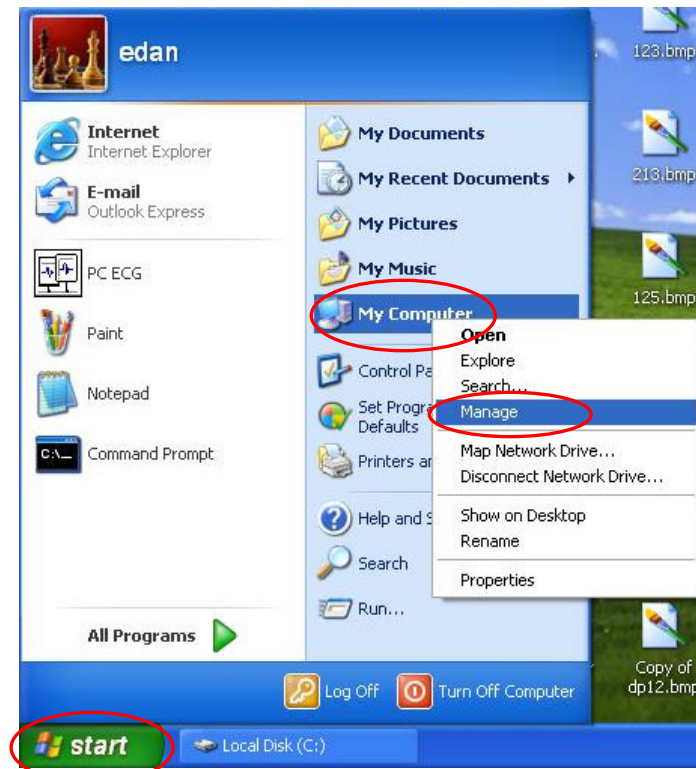 edan
Internet
Internet Explorer
E-mail
Outlook Express
PC ECG
Paint
Notepad
C:\_
Command Prompt
All Programs
My Documents
My Recent Documents
My Pictures
My Music
My Computer
Control Pa
Set Progra
Defaults
Printers ar
Help and S
Search
Run...
Open
Explore
Search...
Manage
Map Network Drive...
Disconnect Network Drive...
Show on Desktop
Rename
Properties
123.bmp
213.bmp
125.bmp
Copy of
dp12.bmp
Log Off
Turn Off Computer
start
Local Disk (C:)